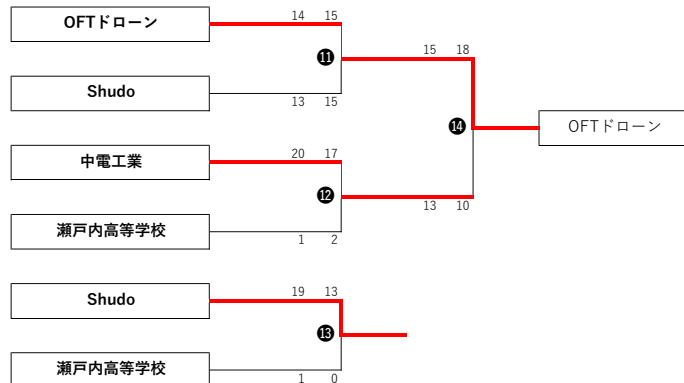 OFTドローン
14 15
⓫
15 18
Shudo
13 15
⓮
OFTドローン
中電工業
20 17
⓬
13 10
瀬戸内高等学校
1 2
Shudo
19 13
⓭
瀬戸内高等学校
1 0